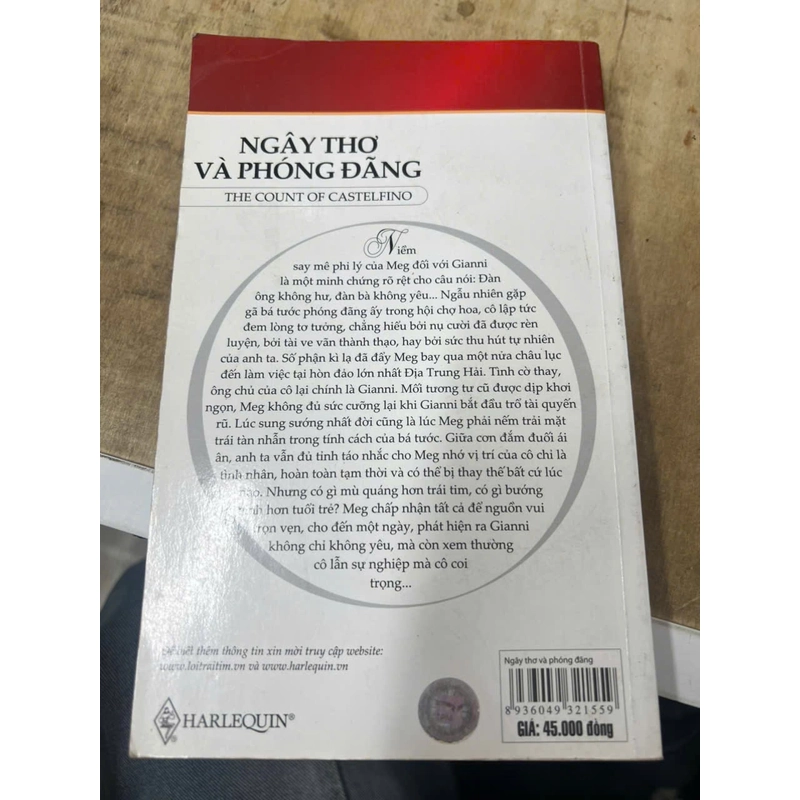 NGÂY THƠ
VÀ PHÓNG ĐÃNG
THE COUNT OF CASTELFINO
Niềm
say mê phi lý của Meg đối với Gianni
là một minh chứng rõ rệt cho câu nói: Đàn
ông không hư, đàn bà không yêu... Ngẫu nhiên gặp
gã bá tước phóng đãng ấy trong hội chợ hoa, cô lập tức
đem lòng tơ tưởng, chẳng hiểu bởi nụ cười đã được rèn
luyện, bởi tài ve vãn thành thạo, hay bởi sức thu hút tự nhiên
của anh ta. Số phận kì lạ đã đẩy Meg bay qua một nửa châu lục
đến làm việc tại hòn đảo lớn nhất Địa Trung Hải. Tình cờ thay,
ông chủ của cô lại chính là Gianni. Mối tương tư cũ được dịp khơi
ngọn, Meg không đủ sức cưỡng lại khi Gianni bắt đầu trổ tài quyến
rũ. Lúc sung sướng nhất đời cũng là lúc Meg phải nếm trải mặt
trái tàn nhẫn trong tính cách của bá tước. Giữa cơn đắm đuối ái
ân, anh ta vẫn đủ tỉnh táo nhắc cho Meg nhớ vị trí của cô chỉ là
tình nhân, hoàn toàn tạm thời và có thể bị thay thế bất cứ lúc
nào. Nhưng có gì mù quáng hơn trái tim, có gì bướng
hơn tuổi trẻ? Meg chấp nhận tất cả để nguồn vui
trọn vẹn, cho đến một ngày, phát hiện ra Gianni
không chỉ không yêu, mà còn xem thường
cô lẫn sự nghiệp mà cô coi
trọng...
Để biết thêm thông tin xin mời truy cập website:
www.loitraitim.vn và www.harlequin.vn
HARLEQUIN®
Ngây thơ và phóng đãng
8 936049 321559
GIÁ: 45.000 đồng